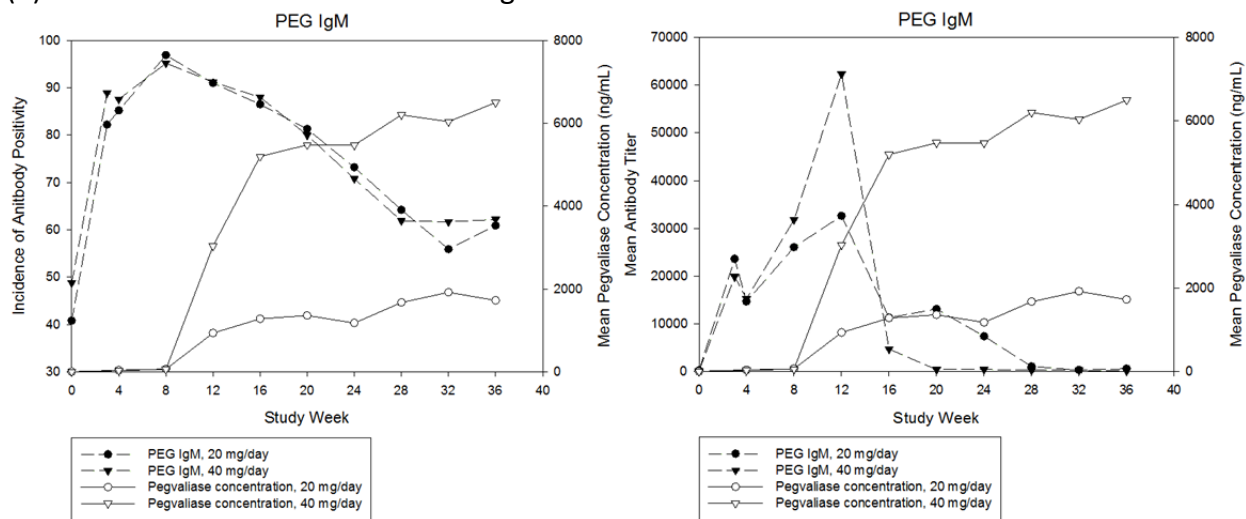 PEG IgM
100
90
80
70
60
50
40
30
8000
6000
4000
2000
0
0 4 8 12 16 20 24 28 32 36 40
Incidence of Anitbody Positivity
Mean Pegvaliase Concentration (ng/mL)
Study Week
PEG IgM, 20 mg/day
PEG IgM, 40 mg/day
Pegvaliase concentration, 20 mg/day
Pegvaliase concentration, 40 mg/day
PEG IgM
70000
60000
50000
40000
30000
20000
10000
0
8000
6000
4000
2000
0
0 4 8 12 16 20 24 28 32 36 40
Mean Antibody Titer
Mean Pegvaliase Concentration (ng/mL)
Study Week
PEG IgM, 20 mg/day
PEG IgM, 40 mg/day
Pegvaliase concentration, 20 mg/day
Pegvaliase concentration, 40 mg/day